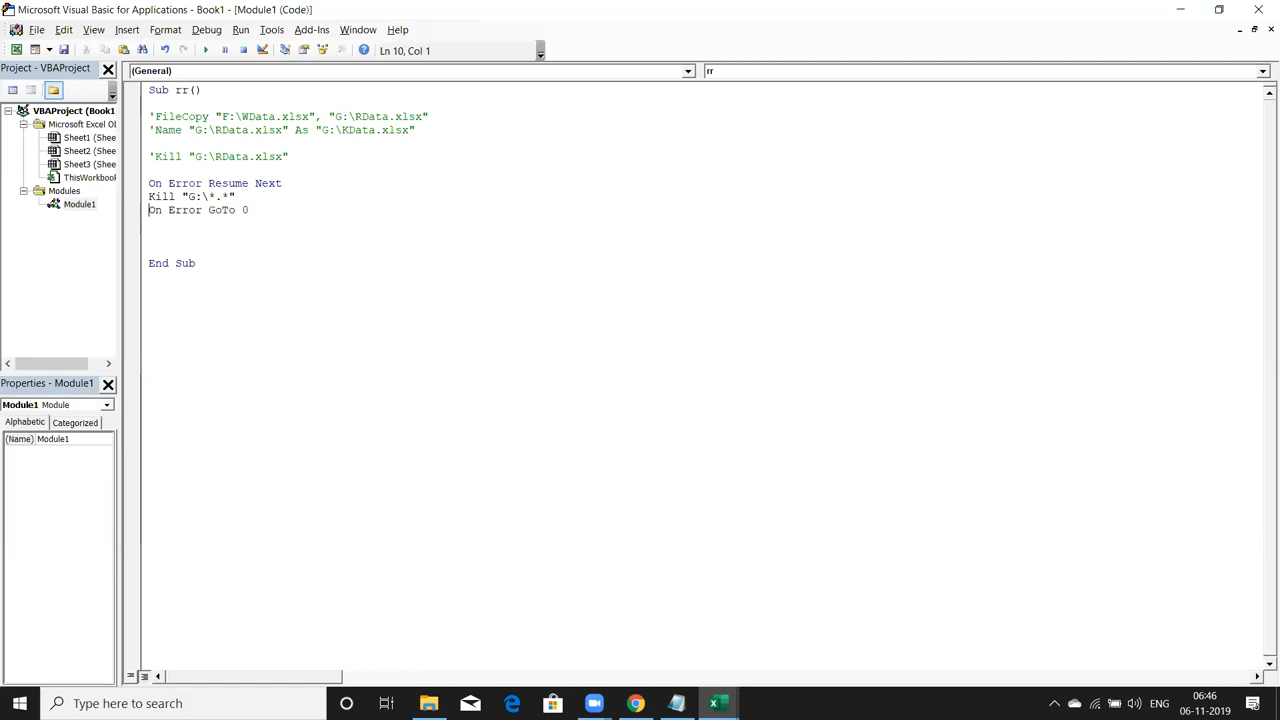 Microsoft Visual Basic for Applications - Book1 - [Module1 (Code)]
File Edit View Insert Format Debug Run Tools Add-Ins Window Help
Ln 10, Col 1
Project - VBAProject
(General)
rr
VBAProject (Book1
Microsoft Excel Ob
Sheet1 (Shee
Sheet2 (Shee
Sheet3 (Shee
ThisWorkbook
Modules
Module1
Sub rr()
'FileCopy "F:\WData.xlsx", "G:\RData.xlsx"
'Name "G:\RData.xlsx" As "G:\KData.xlsx"
'Kill "G:\RData.xlsx"
On Error Resume Next
Kill "G:\*.*"
On Error GoTo 0
End Sub
Properties - Module1
Module1 Module
Alphabetic Categorized
(Name) Module1
Type here to search
ENG
06:46
06-11-2019